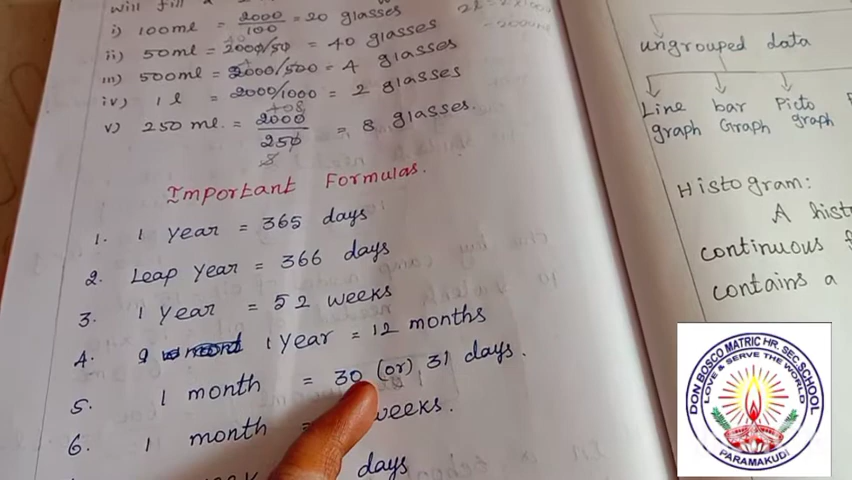 will fill a 2
i) 100ml = 2000/100 = 20 glasses
ii) 50ml = 2000/50 = 40 glasses
iii) 500ml = 2000/500 = 4 glasses
iv) 1 l = 2000/1000 = 2 glasses
v) 250 ml. = 2000/250 = 8 glasses.
Important Formulas.
1. 1 year = 365 days
2. Leap year = 366 days
3. 1 year = 52 weeks
4. 1 year = 12 months
5. 1 month = 30 (or) 31 days.
6. 1 month = weeks.
days
ungrouped data
Line graph
bar Graph
Picto graph
Histogram:
A hist
continuous
contains a
DON BOSCO MATRIC HR. SEC SCHOOL
LOVE & SERVE THE WORLD
PARAMAKUDI